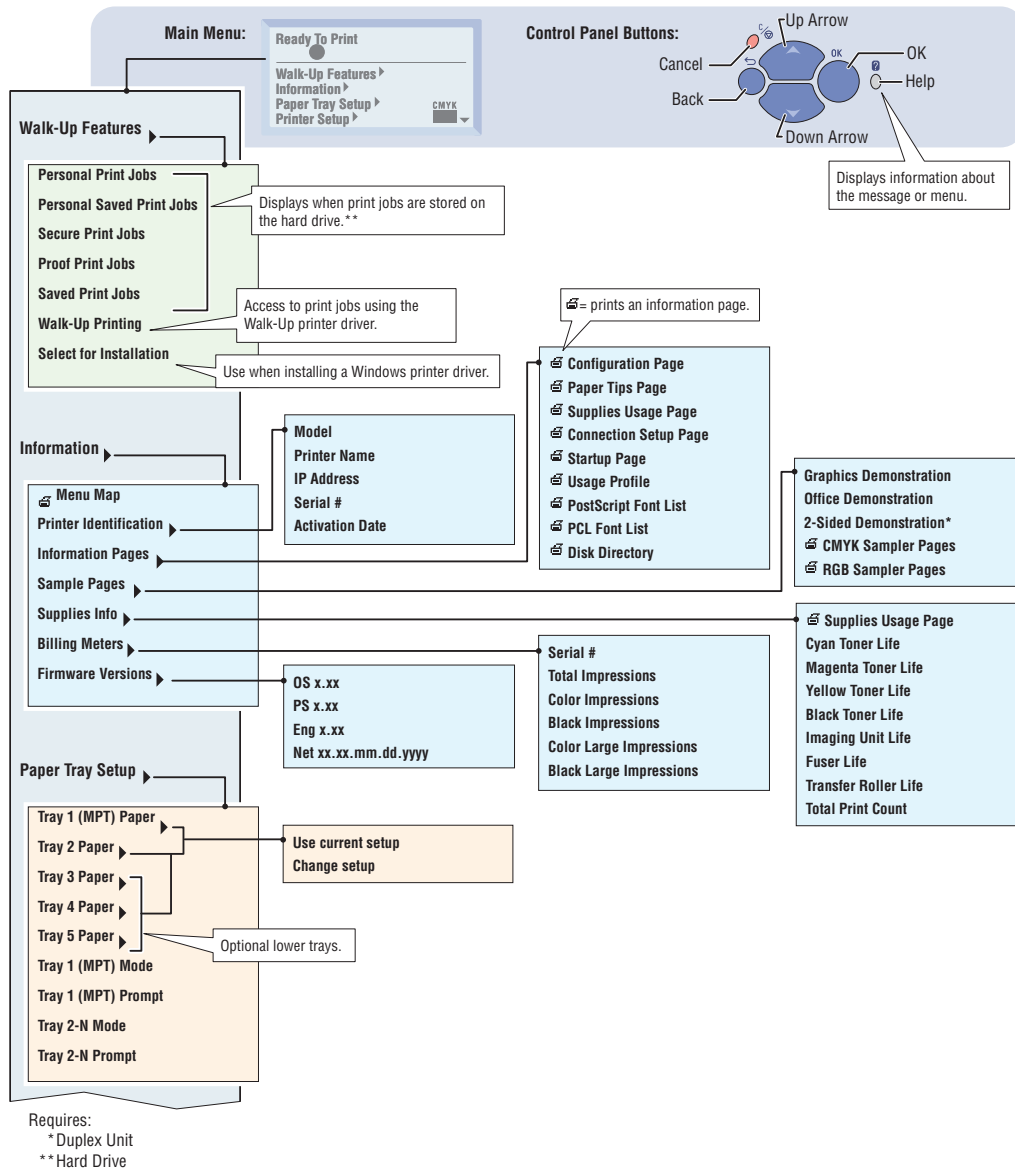 Main Menu:
Ready To Print
Walk-Up Features
Information
Paper Tray Setup
Printer Setup
CMYK
Control Panel Buttons:
Up Arrow
C/
Cancel
OK
OK
?
Help
Back
Down Arrow
Displays information about
the message or menu.
Walk-Up Features
Personal Print Jobs
Personal Saved Print Jobs
Secure Print Jobs
Proof Print Jobs
Saved Print Jobs
Walk-Up Printing
Select for Installation
Displays when print jobs are stored on
the hard drive.**
Access to print jobs using the
Walk-Up printer driver.
Use when installing a Windows printer driver.
= prints an information page.
Information
Menu Map
Printer Identification
Information Pages
Sample Pages
Supplies Info
Billing Meters
Firmware Versions
Model
Printer Name
IP Address
Serial #
Activation Date
Configuration Page
Paper Tips Page
Supplies Usage Page
Connection Setup Page
Startup Page
Usage Profile
PostScript Font List
PCL Font List
Disk Directory
Graphics Demonstration
Office Demonstration
2-Sided Demonstration*
CMYK Sampler Pages
RGB Sampler Pages
Supplies Usage Page
Cyan Toner Life
Magenta Toner Life
Yellow Toner Life
Black Toner Life
Imaging Unit Life
Fuser Life
Transfer Roller Life
Total Print Count
Serial #
Total Impressions
Color Impressions
Black Impressions
Color Large Impressions
Black Large Impressions
OS x.xx
PS x.xx
Eng x.xx
Net xx.xx.mm.dd.yyyy
Paper Tray Setup
Tray 1 (MPT) Paper
Tray 2 Paper
Tray 3 Paper
Tray 4 Paper
Tray 5 Paper
Tray 1 (MPT) Mode
Tray 1 (MPT) Prompt
Tray 2-N Mode
Tray 2-N Prompt
Use current setup
Change setup
Optional lower trays.
Requires:
*Duplex Unit
**Hard Drive